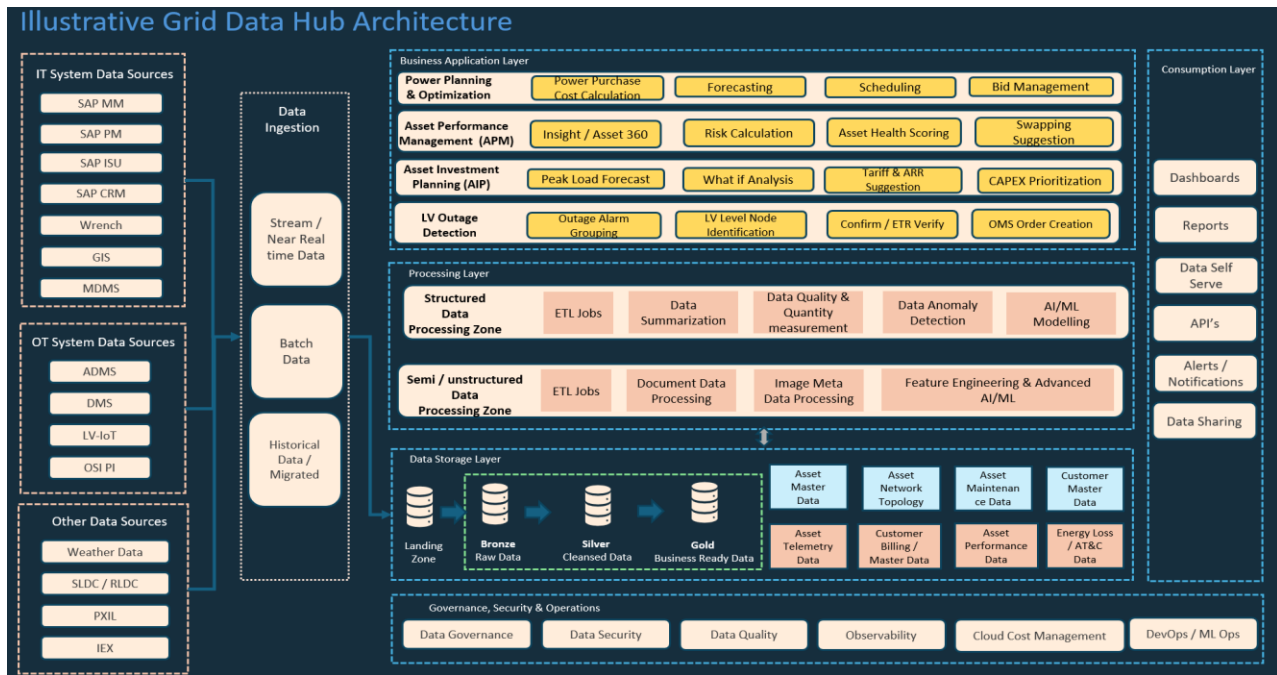 Illustrative Grid Data Hub Architecture
IT System Data Sources
SAP MM
SAP PM
SAP ISU
SAP CRM
Wrench
GIS
MDMS
OT System Data Sources
ADMS
DMS
LV-IoT
OSI PI
Other Data Sources
Weather Data
SLDC / RLDC
PXIL
IEX
Data
Ingestion
Stream /
Near Real
time Data
Batch
Data
Historical
Data /
Migrated
Business Application Layer
Power Planning
& Optimization
Power Purchase
Cost Calculation
Forecasting
Scheduling
Bid Management
Asset Performance
Management (APM)
Insight / Asset 360
Risk Calculation
Asset Health Scoring
Swapping
Suggestion
Asset Investment
Planning (AIP)
Peak Load Forecast
What if Analysis
Tariff & ARR
Suggestion
CAPEX Prioritization
LV Outage
Detection
Outage Alarm
Grouping
LV Level Node
Identification
Confirm / ETR Verify
OMS Order Creation
Processing Layer
Structured
Data
Processing Zone
ETL Jobs
Data
Summarization
Data Quality &
Quantity
measurement
Data Anomaly
Detection
AI/ML
Modelling
Semi / unstructured
Data
Processing Zone
ETL Jobs
Document Data
Processing
Image Meta
Data Processing
Feature Engineering & Advanced
AI/ML
Data Storage Layer
Landing
Zone
Bronze
Raw Data
Silver
Cleansed Data
Gold
Business Ready Data
Asset
Master
Data
Asset
Network
Topology
Asset
Maintenan
ce Data
Customer
Master
Data
Asset
Telemetry
Data
Customer
Billing /
Master Data
Asset
Performance
Data
Energy Loss
/ AT&C
Data
Governance, Security & Operations
Data Governance
Data Security
Data Quality
Observability
Cloud Cost Management
DevOps / ML Ops
Consumption Layer
Dashboards
Reports
Data Self
Serve
API's
Alerts /
Notifications
Data Sharing